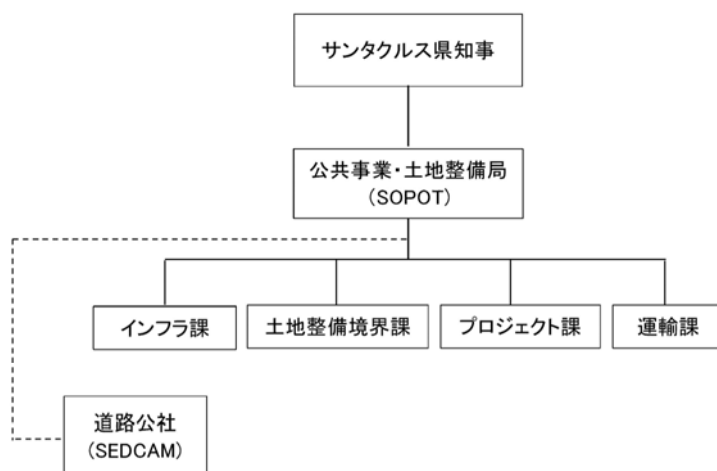 サンタクルス県知事
公共事業・土地整備局
(SOPOT)
インフラ課
土地整備境界課
プロジェクト課
運輸課
道路公社
(SEDCAM)